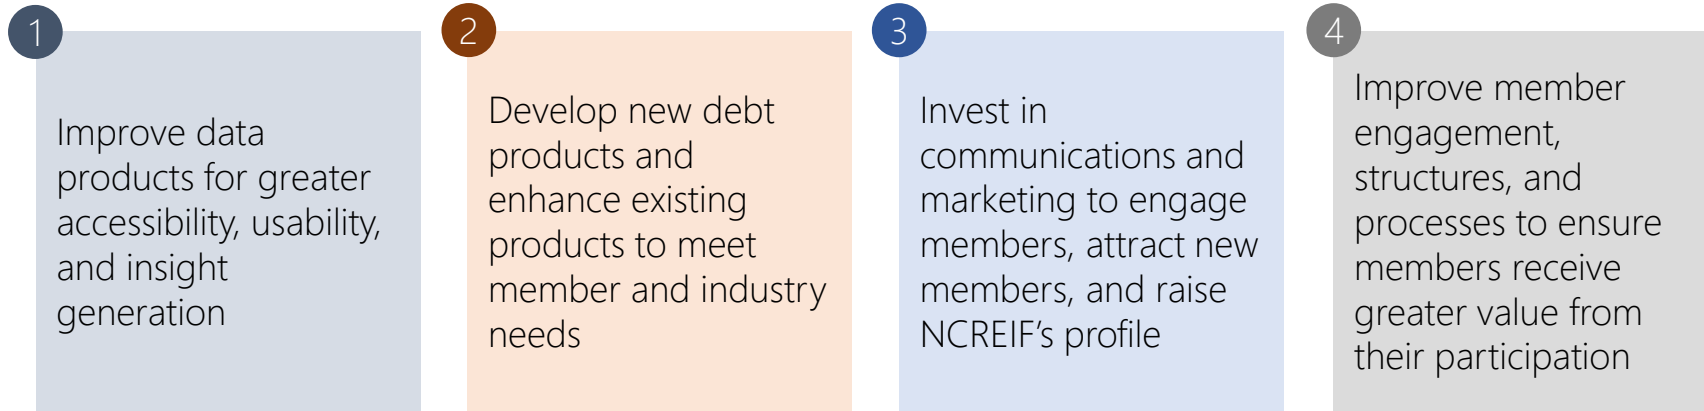 1
Improve data
products for greater
accessibility, usability,
and insight
generation
2
Develop new debt
products and
enhance existing
products to meet
member and industry
needs
3
Invest in
communications and
marketing to engage
members, attract new
members, and raise
NCREIF’s profile
4
Improve member
engagement,
structures, and
processes to ensure
members receive
greater value from
their participation